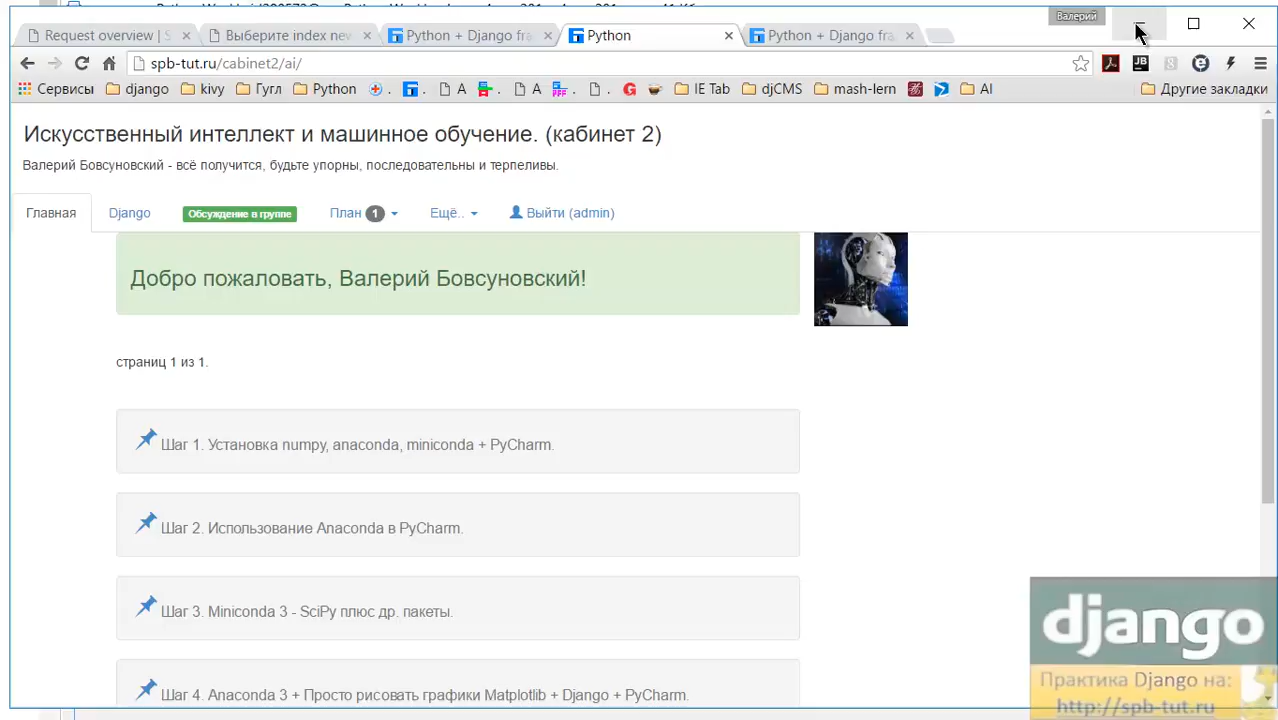 Валерий
Request overview | S
Выберите index nev
Python + Django fra
Python
Python + Django fra
spb-tut.ru/cabinet2/ai/
Сервисы django kivy Гугл Python . . A . A . G IE Tab djCMS mash-lern AI Другие закладки
Искусственный интеллект и машинное обучение. (кабинет 2)
Валерий Бовсуновский - всё получится, будьте упорны, последовательны и терпеливы.
Главная Django Обсуждение в группе План 1 Ещё.. Выйти (admin)
Добро пожаловать, Валерий Бовсуновский!
страниц 1 из 1.
Шаг 1. Установка numpy, anaconda, miniconda + PyCharm.
Шаг 2. Использование Anaconda в PyCharm.
Шаг 3. Miniconda 3 - SciPy плюс др. пакеты.
Шаг 4. Anaconda 3 + Просто рисовать графики Matplotlib + Django + PyCharm.
django
Практика Django на:
http://spb-tut.ru